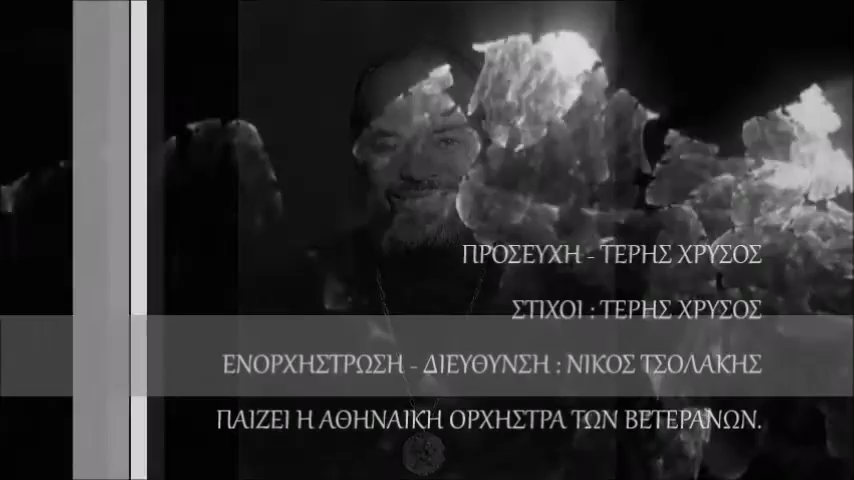 ΠΡΟΣΕΥΧΗ - ΤΕΡΗΣ ΧΡΥΣΟΣ
ΣΤΙΧΟΙ : ΤΕΡΗΣ ΧΡΥΣΟΣ
ΕΝΟΡΧΗΣΤΡΩΣΗ - ΔΙΕΥΘΥΝΣΗ : ΝΙΚΟΣ ΤΣΟΛΑΚΗΣ
ΠΑΙΖΕΙ Η ΑΘΗΝΑΙΚΗ ΟΡΧΗΣΤΡΑ ΤΩΝ ΒΕΤΕΡΑΝΩΝ.